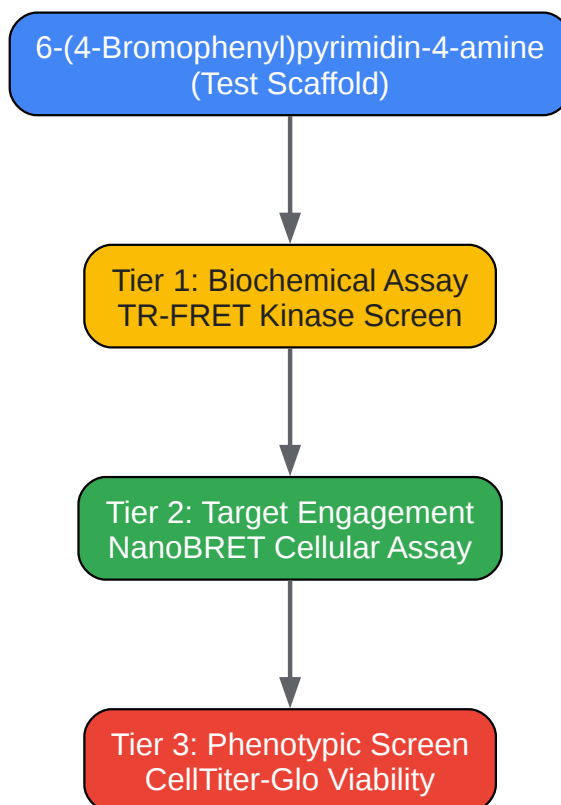 6-(4-Bromophenyl)pyrimidin-4-amine
(Test Scaffold)
Tier 1: Biochemical Assay
TR-FRET Kinase Screen
Tier 2: Target Engagement
NanoBRET Cellular Assay
Tier 3: Phenotypic Screen
CellTiter-Glo Viability